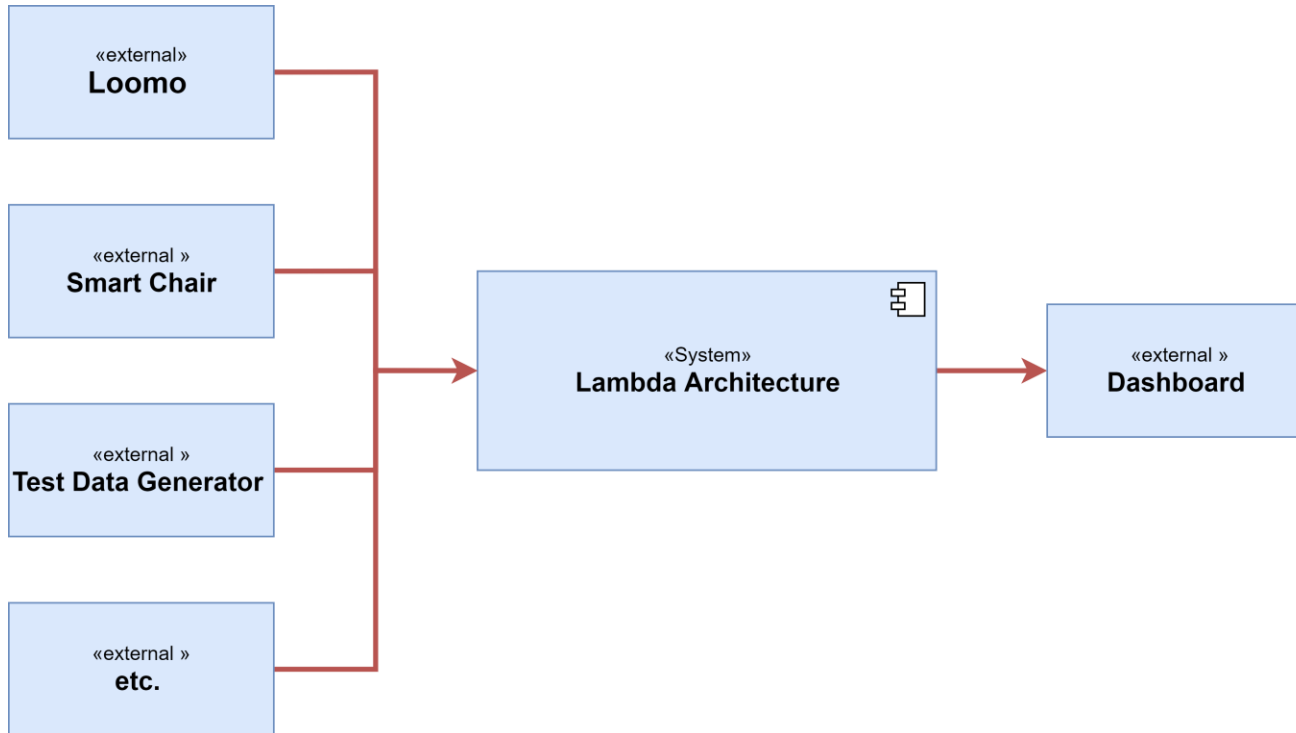 «external»
Loomo
«external »
Smart Chair
«external »
Test Data Generator
«external »
etc.
«System»
Lambda Architecture
«external »
Dashboard